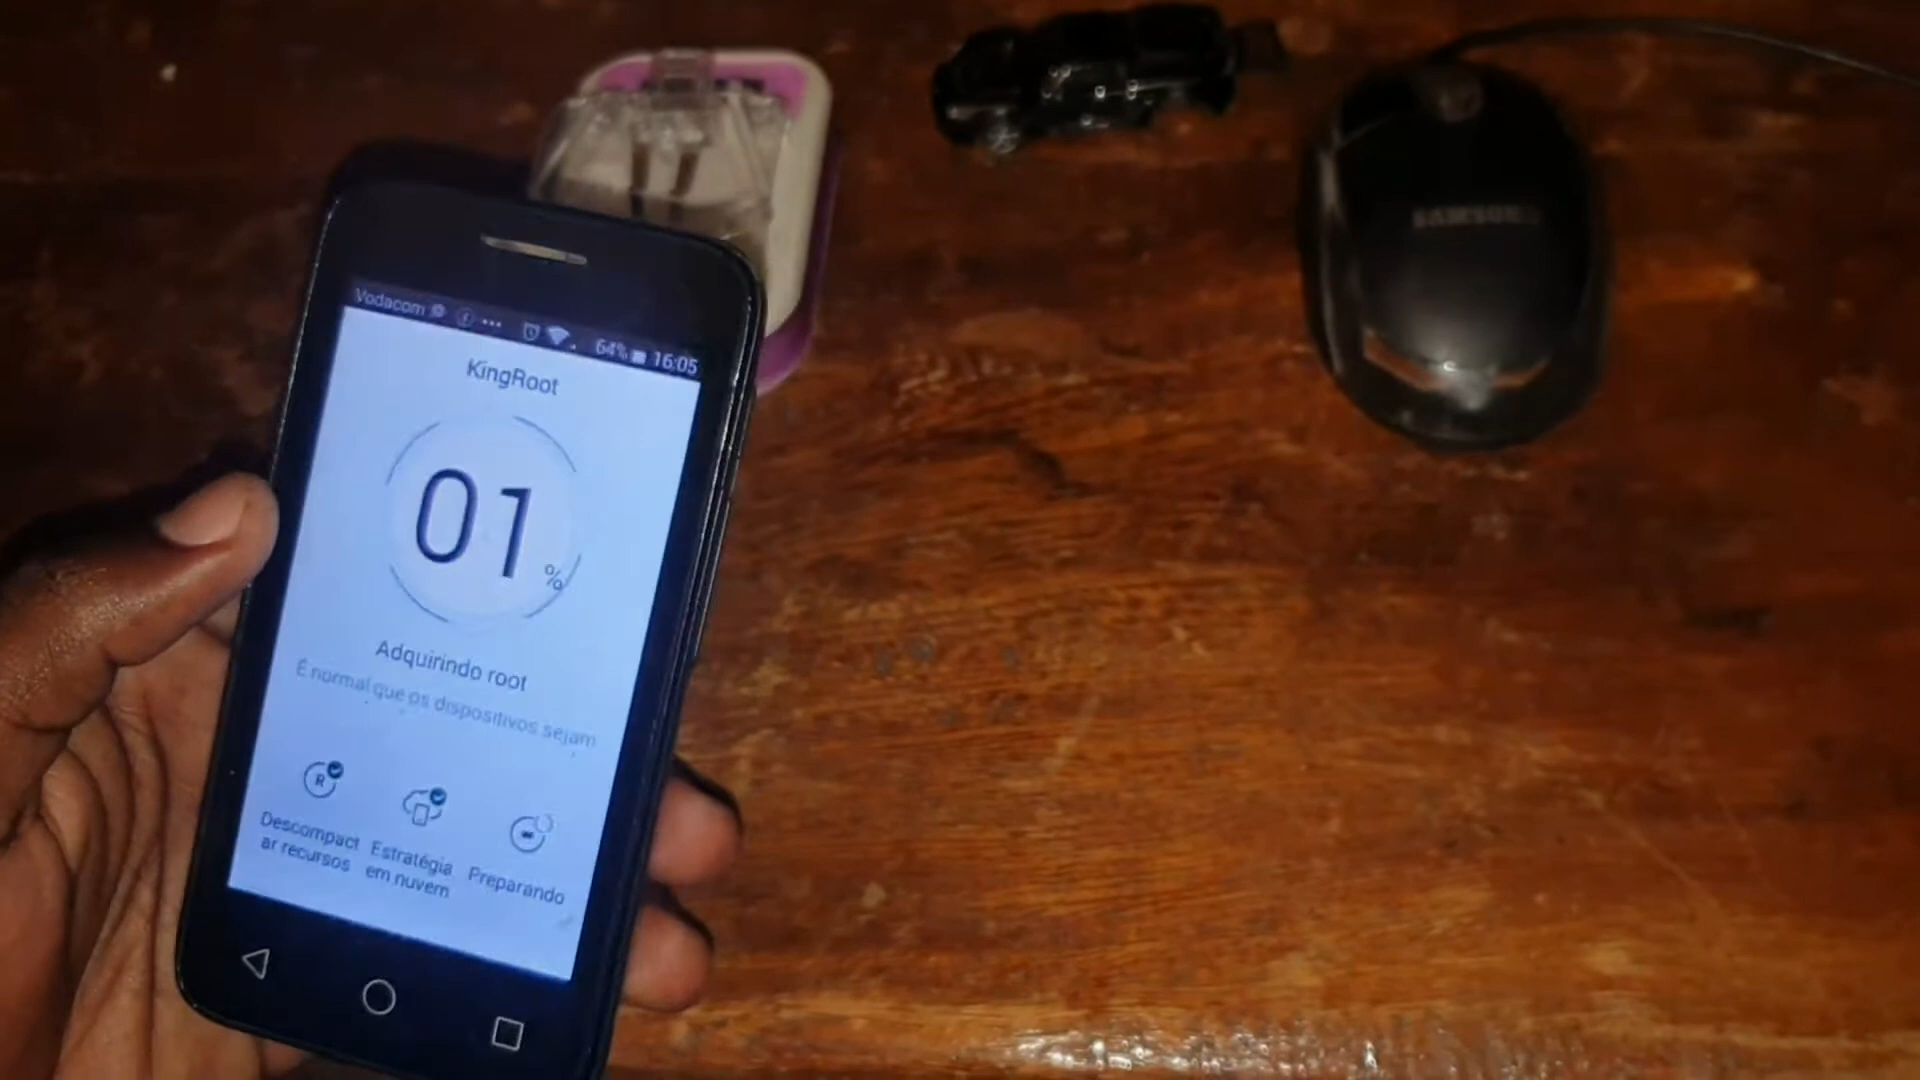 Vodacom
64% 16:05
KingRoot
01 %
Adquirindo root
É normal que os dispositivos sejam
Descompact
ar recursos
Estratégia
em nuvem
Preparando
SAMSUNG